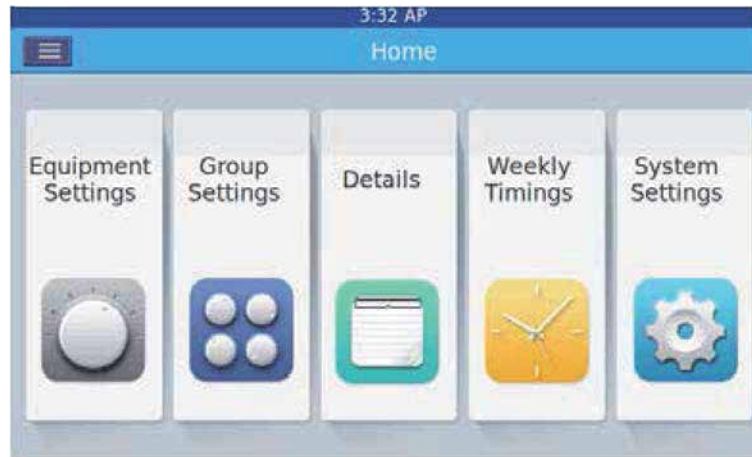 3:32 AP
Home
Equipment
Settings
Group
Settings
Details
Weekly
Timings
System
Settings